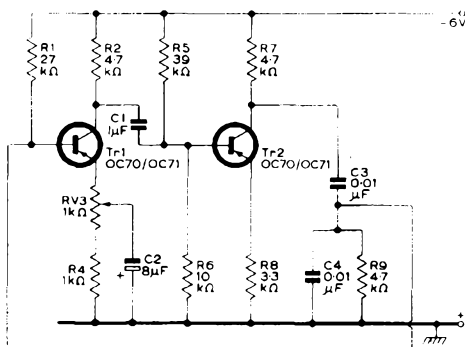 -6V
R1
27
kΩ
R2
4·7
kΩ
R5
39
kΩ
R7
4·7
kΩ
C1
1μF
Tr1
OC70/OC71
Tr2
OC70/OC71
C3
0·01
μF
RV3
1kΩ
C2
8μF
+
R4
1kΩ
R6
10
kΩ
R8
3·3
kΩ
C4
0·01
μF
R9
4·7
kΩ
+